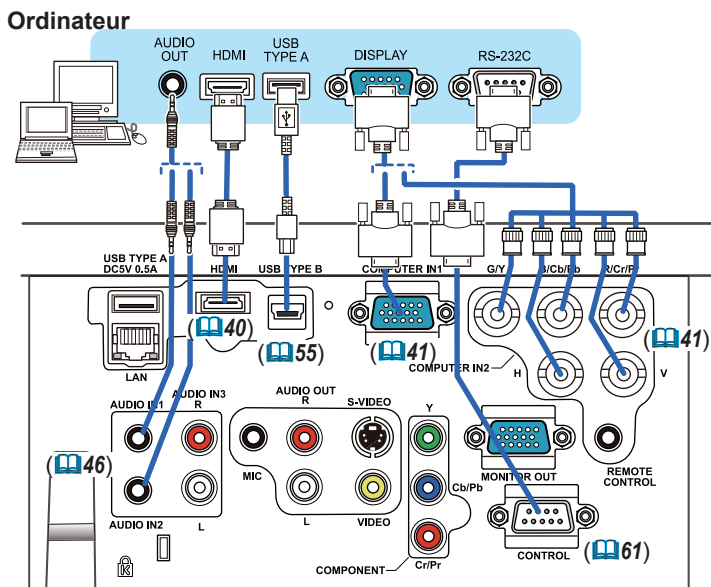 Ordinateur
AUDIO OUT
HDMI
USB TYPE A
DISPLAY
RS-232C
USB TYPE A
DC5V 0.5A
HDMI
USB TYPE B
COMPUTER IN1
G/Y
B/Cb/Pb
R/Cr/Pr
(40)
(55)
(41)
(41)
LAN
COMPUTER IN2
H
V
AUDIO IN1
AUDIO IN3
R
AUDIO OUT
R
S-VIDEO
Y
(46)
MIC
MONITOR OUT
REMOTE CONTROL
Cb/Pb
AUDIO IN2
L
L
VIDEO
CONTROL
(61)
COMPONENT
Cr/Pr
K